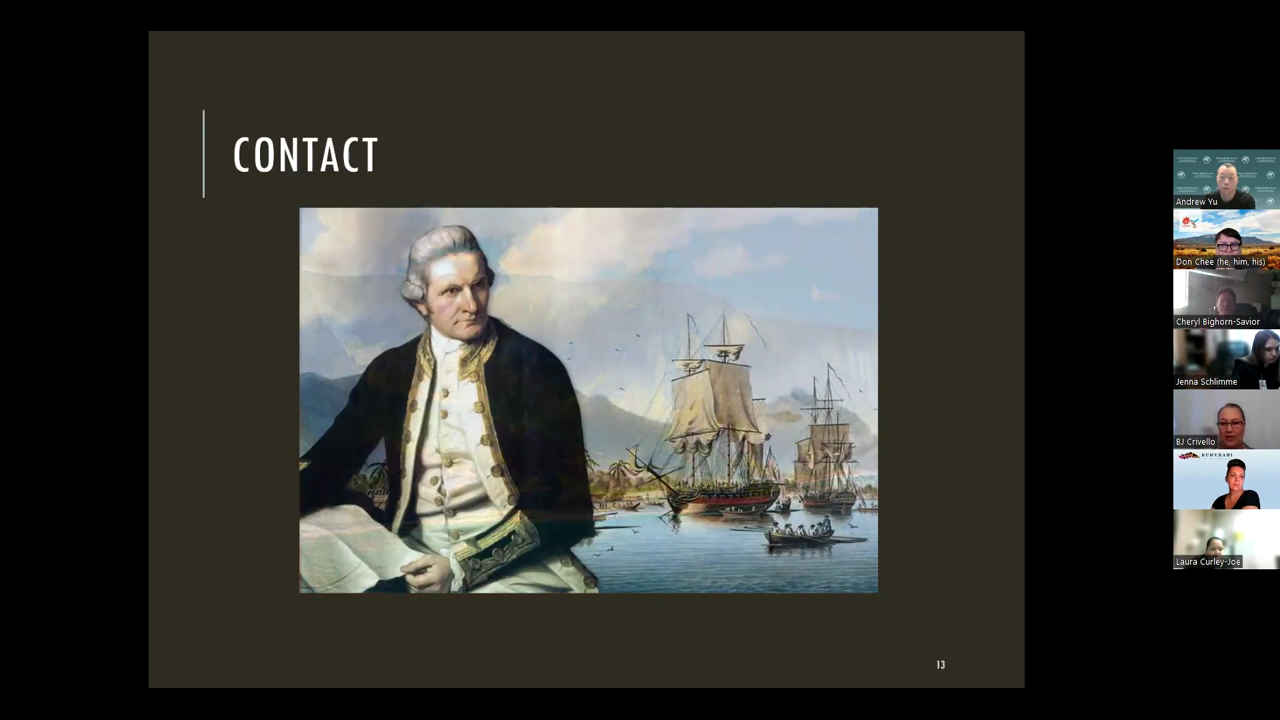 CONTACT
13
Andrew Yu
Don Chee (he, him, his)
Cheryl Bighorn-Savior
Jenna Schlimme
BJ Crivello
KUMUKAHI
Laura Curley-Joe